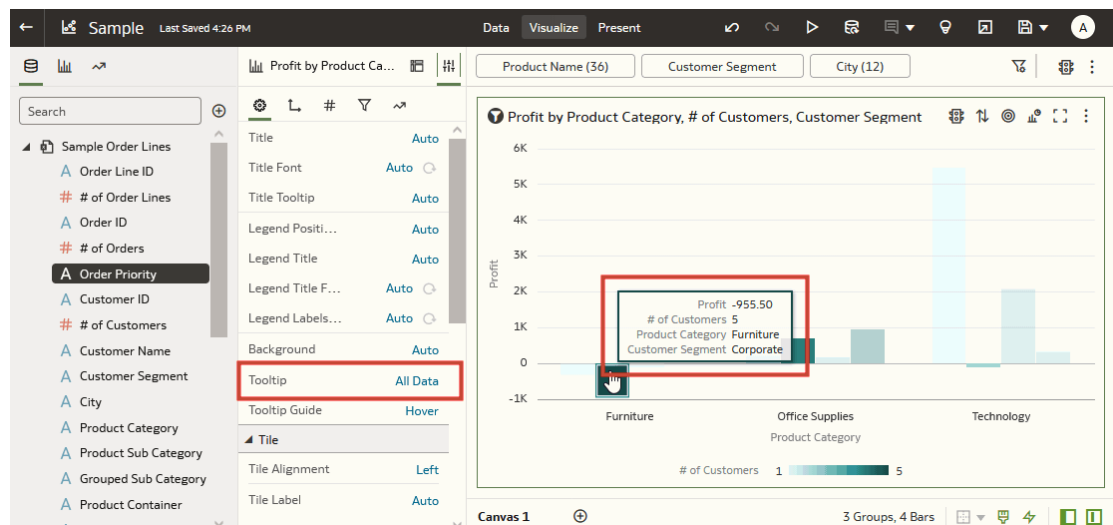 Sample Last Saved 4:26 PM
Data Visualize Present
A
Profit by Product Ca...
Product Name (36) Customer Segment City (12)
Search
Sample Order Lines
A Order Line ID
# # of Order Lines
A Order ID
# # of Orders
A Order Priority
A Customer ID
# # of Customers
A Customer Name
A Customer Segment
A City
A Product Category
A Product Sub Category
A Grouped Sub Category
A Product Container
#
Title Auto
Title Font Auto
Title Tooltip Auto
Legend Positi... Auto
Legend Title Auto
Legend Title F... Auto
Legend Labels... Auto
Background Auto
Tooltip All Data
Tooltip Guide Hover
Tile
Tile Alignment Left
Tile Label Auto
Profit by Product Category, # of Customers, Customer Segment
6K
5K
4K
3K
2K
1K
0
-1K
Profit
Profit -955.50
# of Customers 5
Product Category Furniture
Customer Segment Corporate
Furniture Office Supplies Technology
Product Category
# of Customers 1 5
Canvas 1
3 Groups, 4 Bars